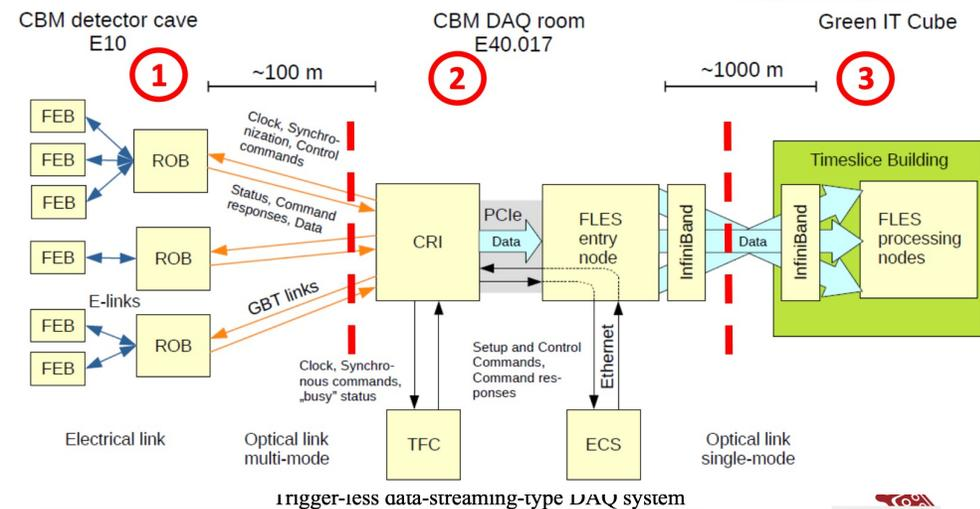 CBM detector cave
E10
CBM DAQ room
E40.017
Green IT Cube
1
~100 m
2
~1000 m
3
FEB
FEB
FEB
ROB
Clock, Synchro-
nization, Control
commands
Status, Command
responses, Data
FEB
ROB
E-links
GBT links
FEB
FEB
ROB
CRI
PCIe
Data
FLES
entry
node
InfiniBand
Data
Timeslice Building
InfiniBand
FLES
processing
nodes
Clock, Synchro-
nous commands,
„busy" status
Setup and Control
Commands,
Command res-
ponses
Ethernet
TFC
ECS
Electrical link
Optical link
multi-mode
Optical link
single-mode
Trigger-less data-streaming-type DAQ system